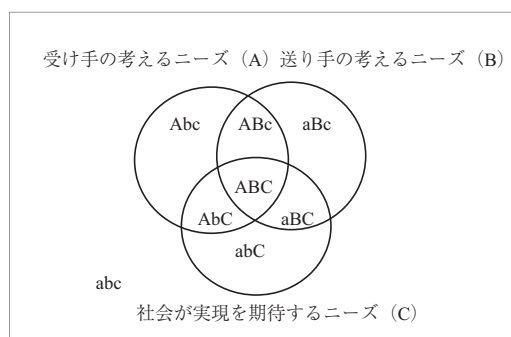 受け手の考えるニーズ（A）送り手の考えるニーズ（B）
Abc ABc aBc
ABC
AbC aBC
abC
abc
社会が実現を期待するニーズ（C）